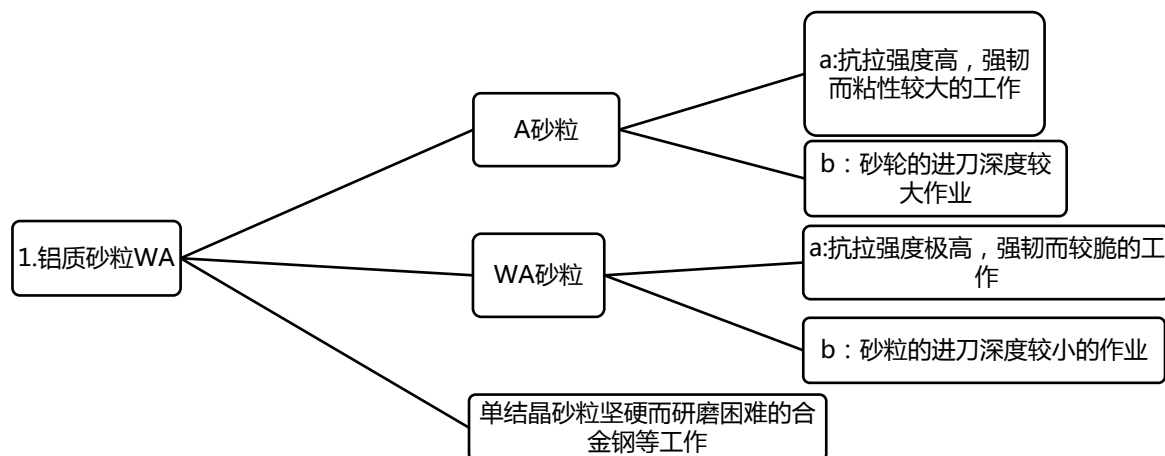 1.铝质砂粒WA
A砂粒
a:抗拉强度高，强韧
而粘性较大的工作
b：砂轮的进刀深度较
大作业
WA砂粒
a:抗拉强度极高，强韧而较脆的工
作
b：砂粒的进刀深度较小的作业
单结晶砂粒坚硬而研磨困难的合
金钢等工作